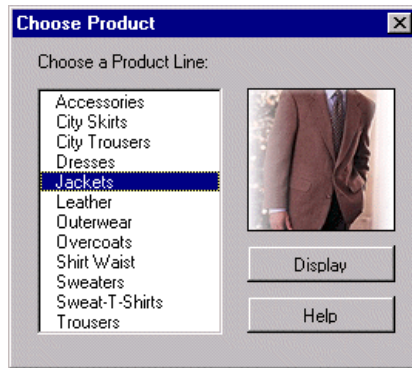 Choose Product
Choose a Product Line:
Accessories
City Skirts
City Trousers
Dresses
Jackets
Leather
Outerwear
Overcoats
Shirt Waist
Sweaters
Sweat-T-Shirts
Trousers
Display
Help